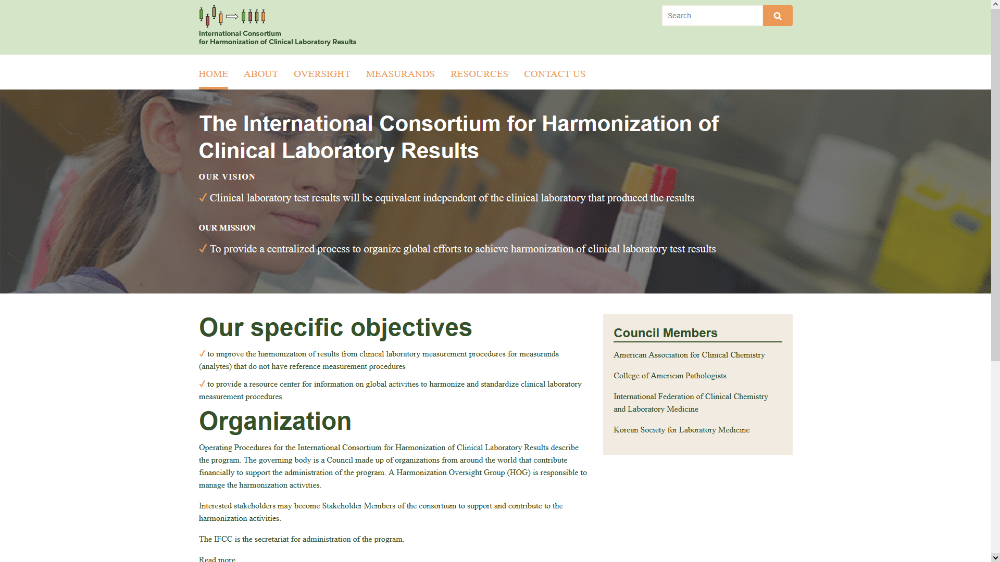 International Consortium
for Harmonization of Clinical Laboratory Results
Search
HOME
ABOUT
OVERSIGHT
MEASURANDS
RESOURCES
CONTACT US
The International Consortium for Harmonization of
Clinical Laboratory Results
OUR VISION
✓ Clinical laboratory test results will be equivalent independent of the clinical laboratory that produced the results
OUR MISSION
✓ To provide a centralized process to organize global efforts to achieve harmonization of clinical laboratory test results
Our specific objectives
✓ to improve the harmonization of results from clinical laboratory measurement procedures for measurands
(analytes) that do not have reference measurement procedures
✓ to provide a resource center for information on global activities to harmonize and standardize clinical laboratory
measurement procedures
Organization
Operating Procedures for the International Consortium for Harmonization of Clinical Laboratory Results describe
the program. The governing body is a Council made up of organizations from around the world that contribute
financially to support the administration of the program. A Harmonization Oversight Group (HOG) is responsible to
manage the harmonization activities.
Interested stakeholders may become Stakeholder Members of the consortium to support and contribute to the
harmonization activities.
The IFCC is the secretariat for administration of the program.
Read more
Council Members
American Association for Clinical Chemistry
College of American Pathologists
International Federation of Clinical Chemistry
and Laboratory Medicine
Korean Society for Laboratory Medicine